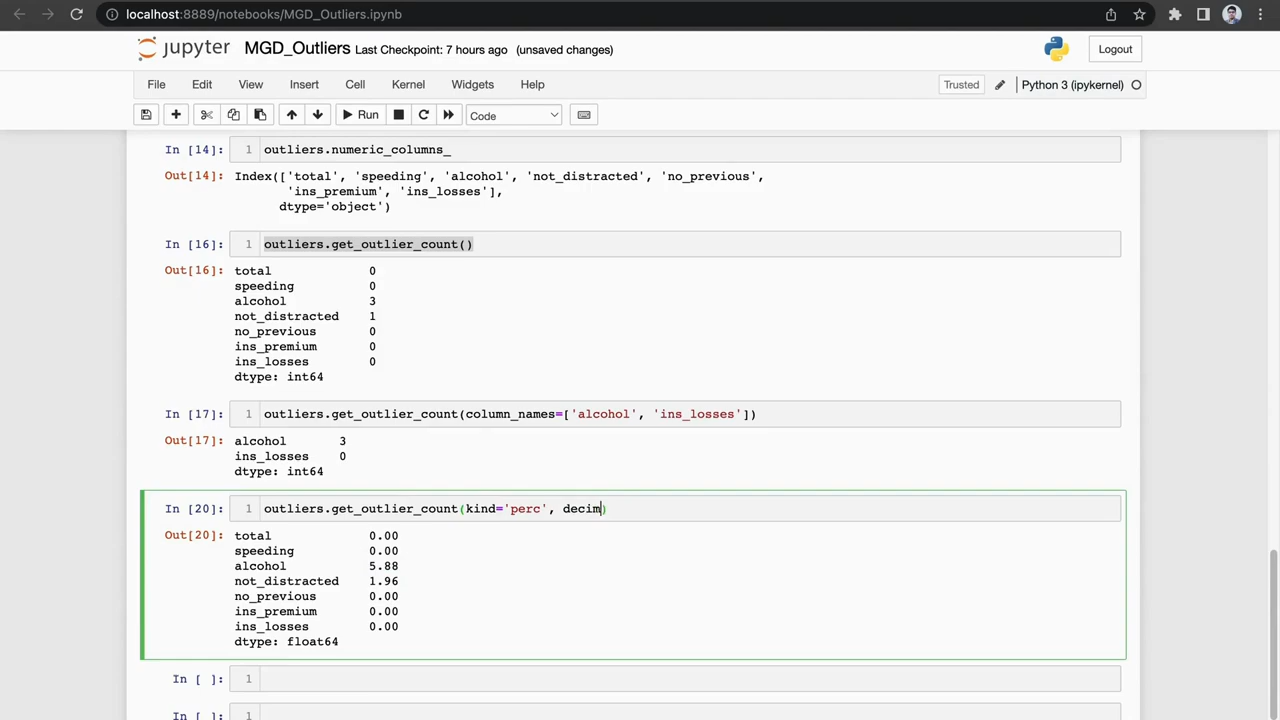 localhost:8889/notebooks/MGD_Outliers.ipynb
jupyter MGD_Outliers Last Checkpoint: 7 hours ago (unsaved changes) Logout
File Edit View Insert Cell Kernel Widgets Help Trusted Python 3 (ipykernel)
Run Code
In [14]: 1 outliers.numeric_columns_
Out[14]: Index(['total', 'speeding', 'alcohol', 'not_distracted', 'no_previous',
'ins_premium', 'ins_losses'],
dtype='object')
In [16]: 1 outliers.get_outlier_count()
Out[16]: total 0
speeding 0
alcohol 3
not_distracted 1
no_previous 0
ins_premium 0
ins_losses 0
dtype: int64
In [17]: 1 outliers.get_outlier_count(column_names=['alcohol', 'ins_losses'])
Out[17]: alcohol 3
ins_losses 0
dtype: int64
In [20]: 1 outliers.get_outlier_count(kind='perc', decim)
Out[20]: total 0.00
speeding 0.00
alcohol 5.88
not_distracted 1.96
no_previous 0.00
ins_premium 0.00
ins_losses 0.00
dtype: float64
In [ ]: 1
In [ ]: 1